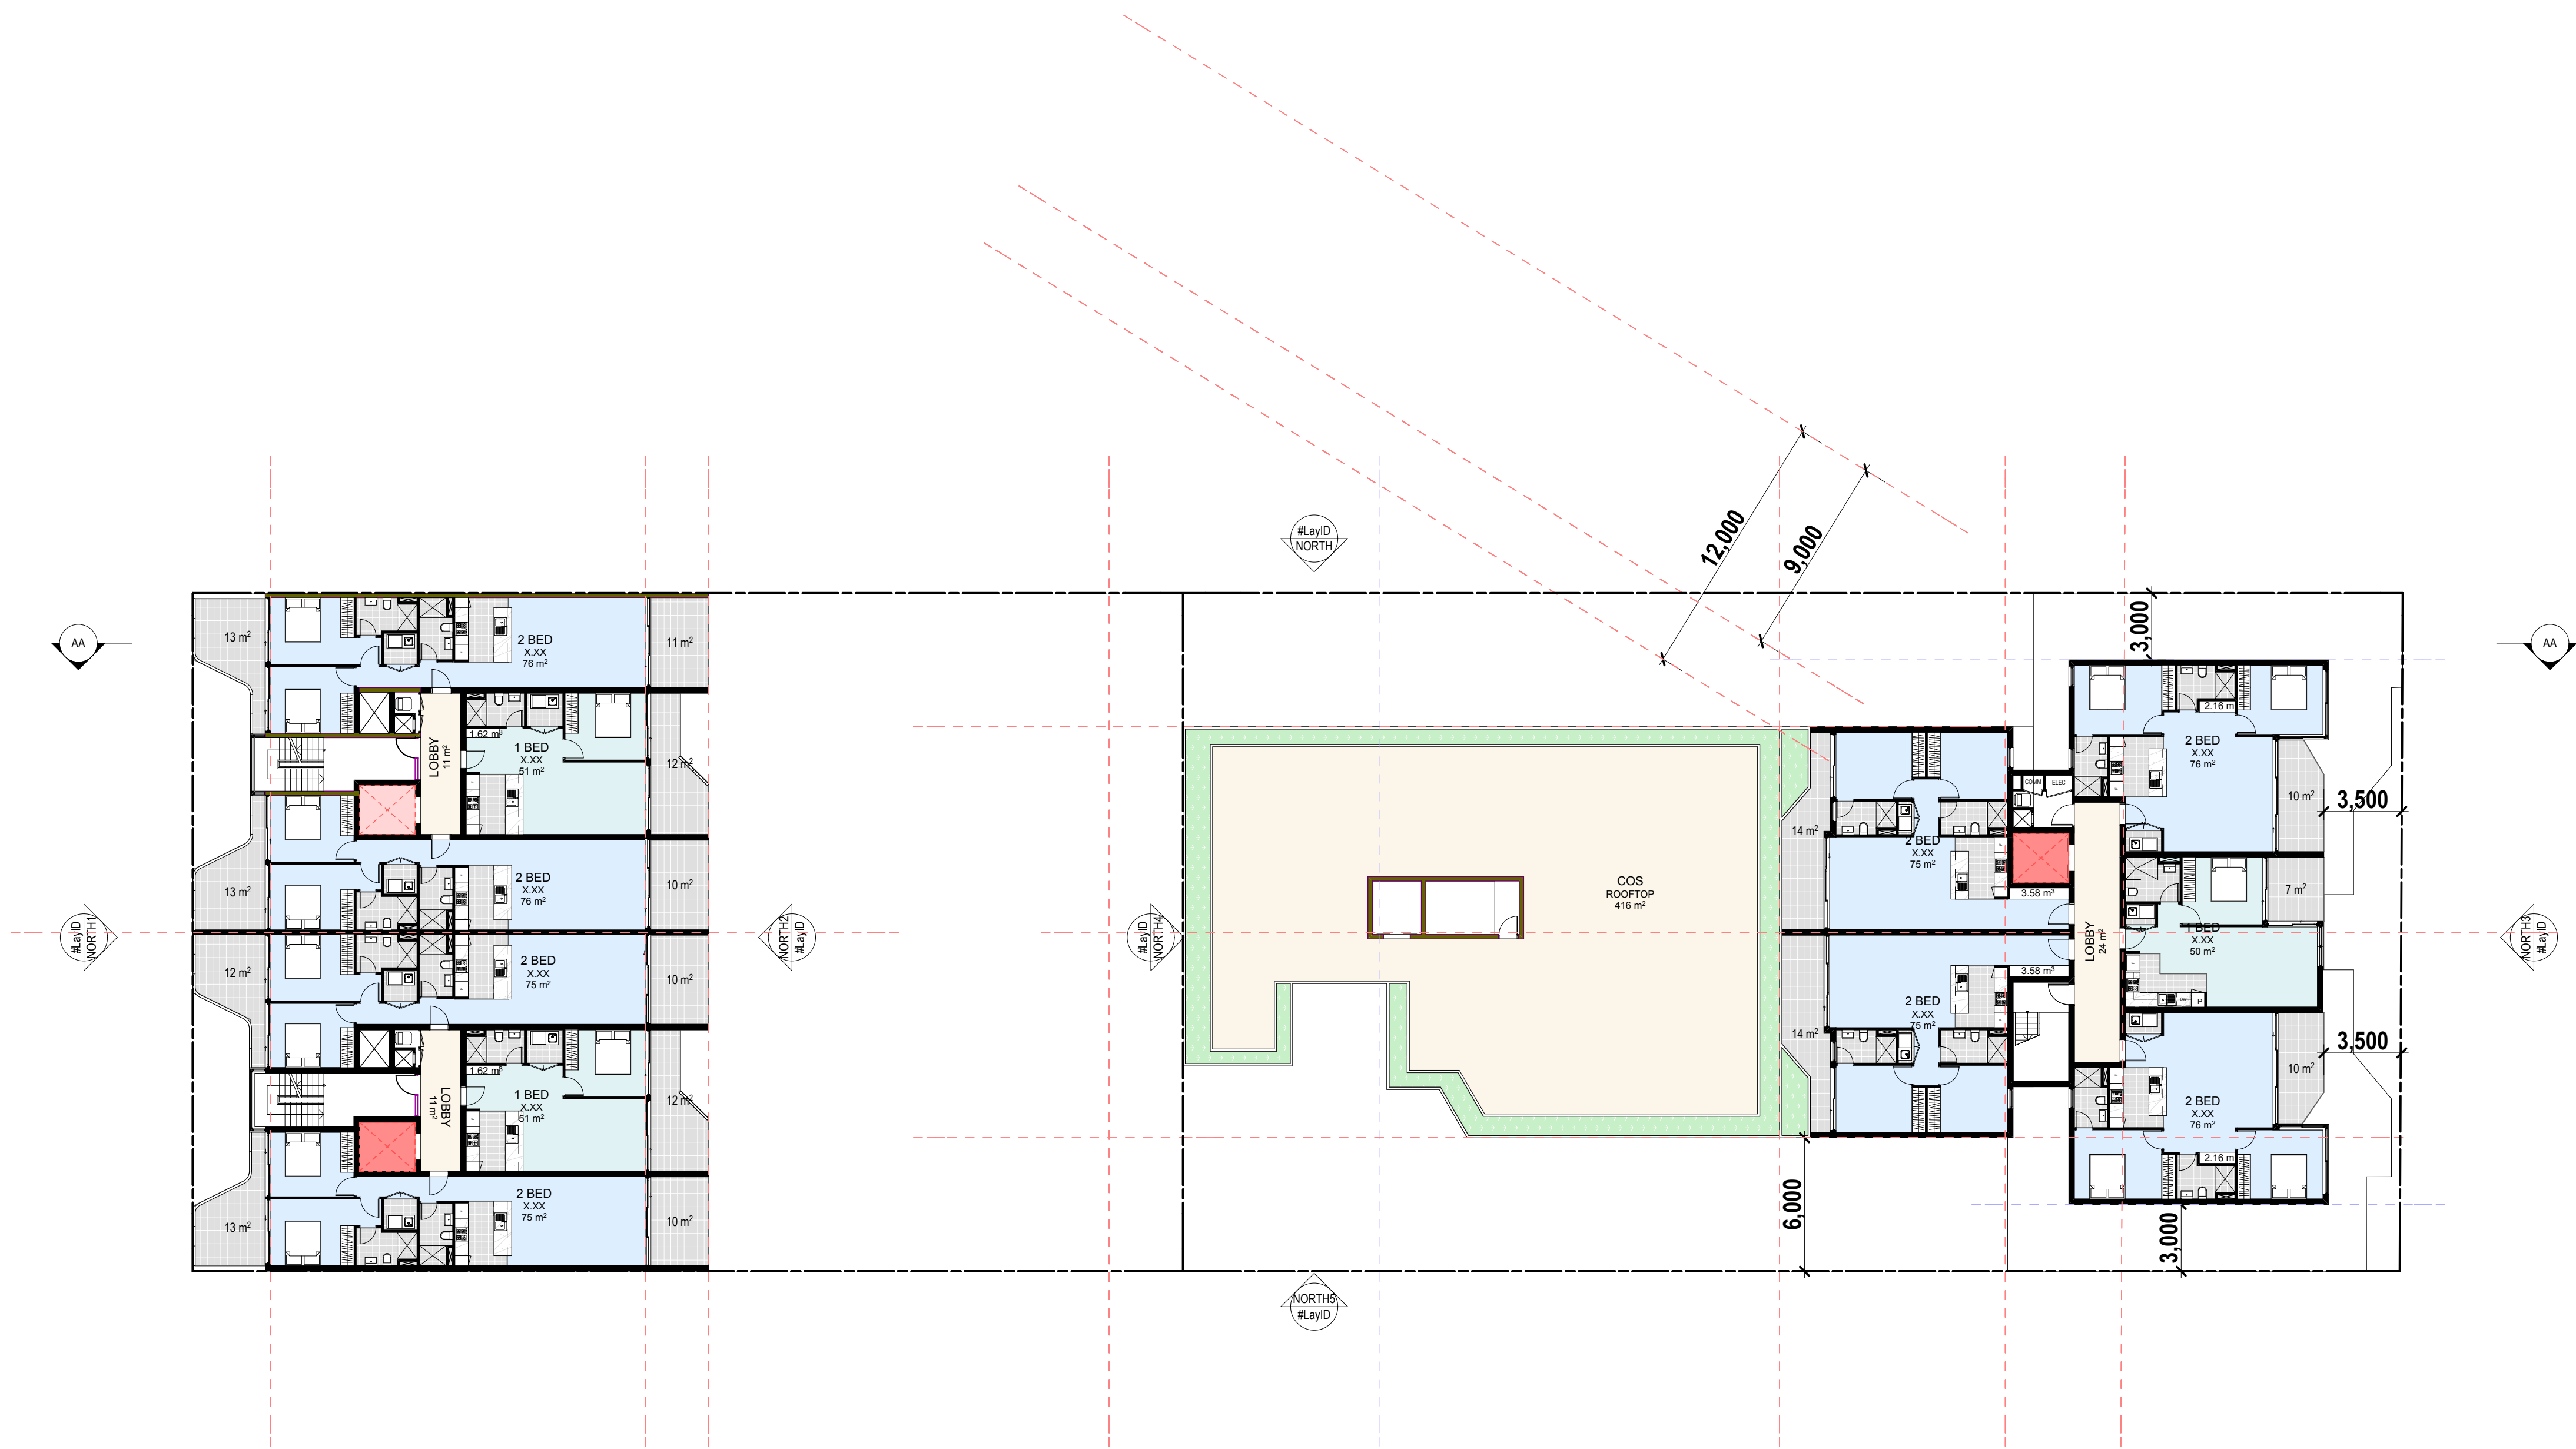 12,000
9,000
#LayID
NORTH
3,000
AA
AA
13 m²
2 BED
X.XX
76 m²
11 m²
LOBBY
11 m²
1.62 m³
1 BED
X.XX
51 m²
12 m²
13 m²
2 BED
X.XX
76 m²
10 m²
12 m²
2 BED
X.XX
75 m²
10 m²
LOBBY
11 m²
1.62 m³
1 BED
X.XX
51 m²
12 m²
13 m²
2 BED
X.XX
75 m²
10 m²
#LayID
NORTH1
NORTH2
#LayID
#LayID
NORTH4
COS
ROOFTOP
416 m²
14 m²
2 BED
X.XX
75 m²
3.58 m³
14 m²
2 BED
X.XX
75 m²
3.58 m³
COMM
ELEC
LOBBY
24 m²
2.16 m
2 BED
X.XX
76 m²
10 m²
3,500
7 m²
1 BED
X.XX
50 m²
P
3,500
10 m²
2 BED
X.XX
76 m²
2.16 m
NORTH3
#LayID
6,000
3,000
NORTH5
#LayID